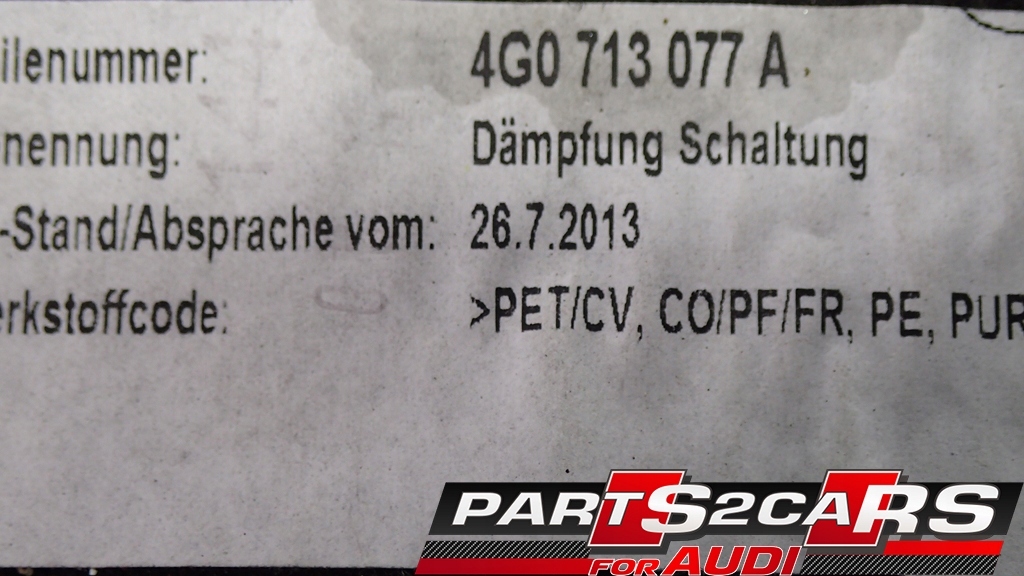 ilenummer: 4G0 713 077 A
nennung: Dämpfung Schaltung
-Stand/Absprache vom: 26.7.2013
erkstoffcode: >PET/CV, CO/PF/FR, PE, PUR
PARTS2CARS
FOR AUDI